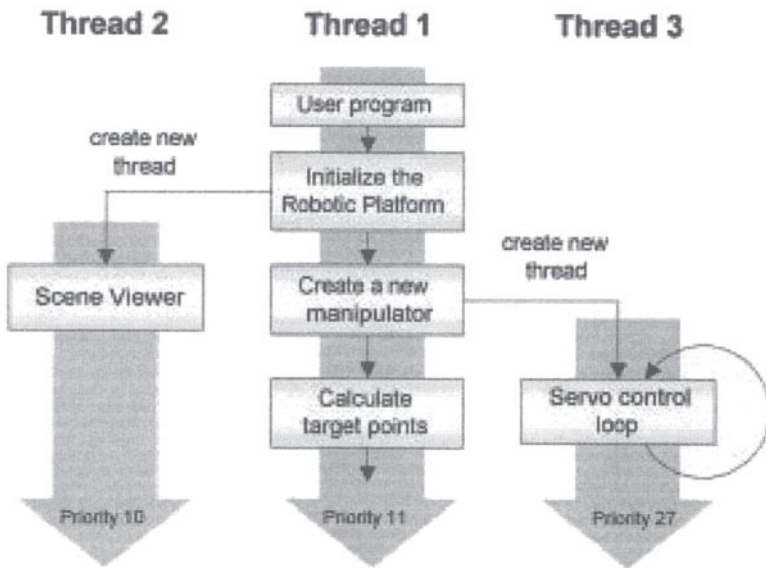 Thread 2
Thread 1
Thread 3
User program
create new
thread
Initialize the
Robotic Platform
create new
thread
Scene Viewer
Create a new
manipulator
Calculate
target points
Servo control
loop
Priority 10
Priority 11
Priority 27